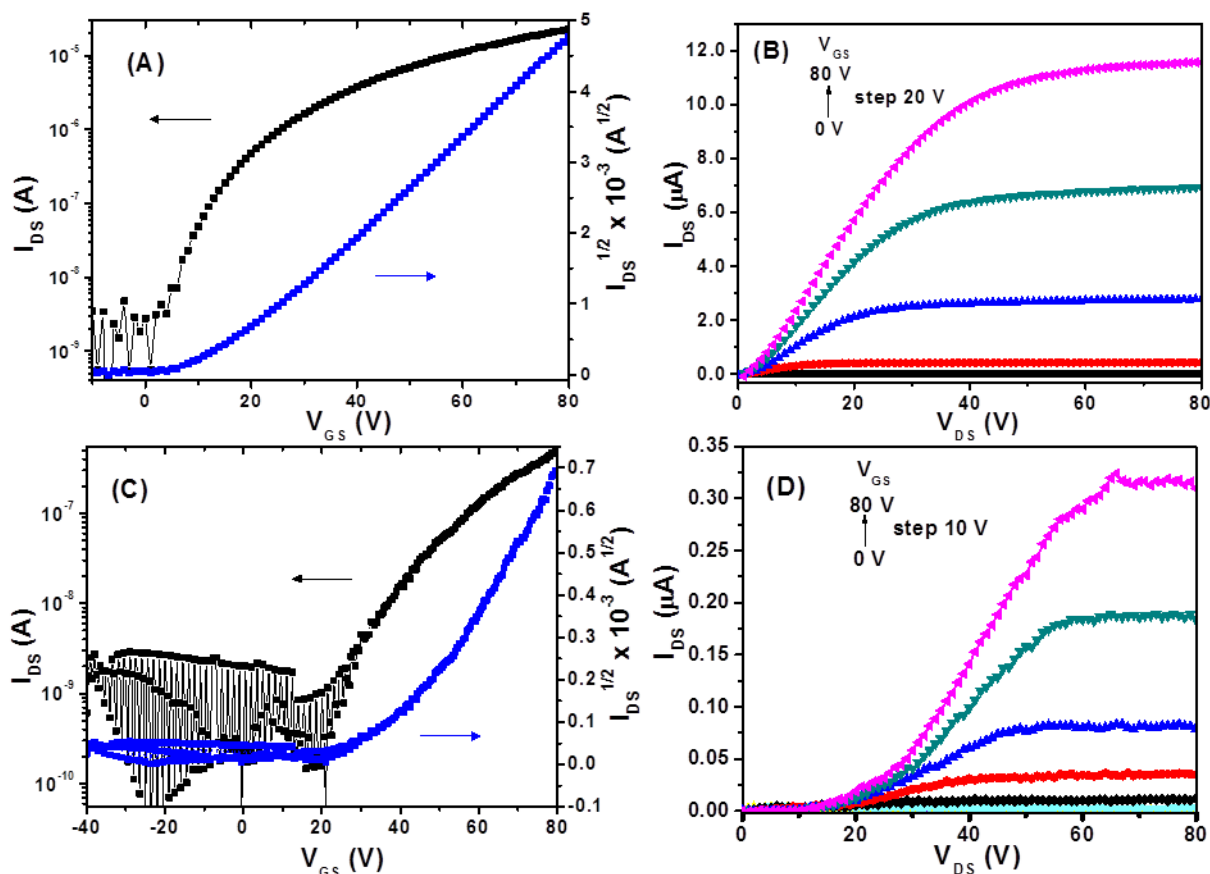 (A)
10⁻⁵
10⁻⁶
10⁻⁷
10⁻⁸
10⁻⁹
I_DS (A)
0 20 40 60 80
V_GS (V)
5
4
3
2
1
0
I_DS^1/2 x 10⁻³ (A^1/2)
(B)
V_GS
80 V
step 20 V
0 V
12.0
10.0
8.0
6.0
4.0
2.0
0.0
I_DS (µA)
0 20 40 60 80
V_DS (V)
(C)
10⁻⁷
10⁻⁸
10⁻⁹
10⁻¹⁰
I_DS (A)
-40 -20 0 20 40 60 80
V_GS (V)
0.7
0.6
0.5
0.4
0.3
0.2
0.1
0.0
-0.1
I_DS^1/2 x 10⁻³ (A^1/2)
(D)
V_GS
80 V
step 10 V
0 V
0.35
0.30
0.25
0.20
0.15
0.10
0.05
0.00
I_DS (µA)
0 20 40 60 80
V_DS (V)